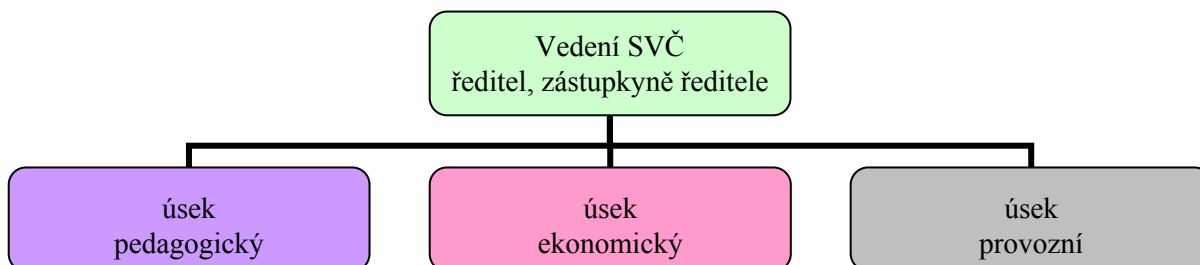 Vedení SVČ
ředitel, zástupkyně ředitele
úsek
pedagogický
úsek
ekonomický
úsek
provozní